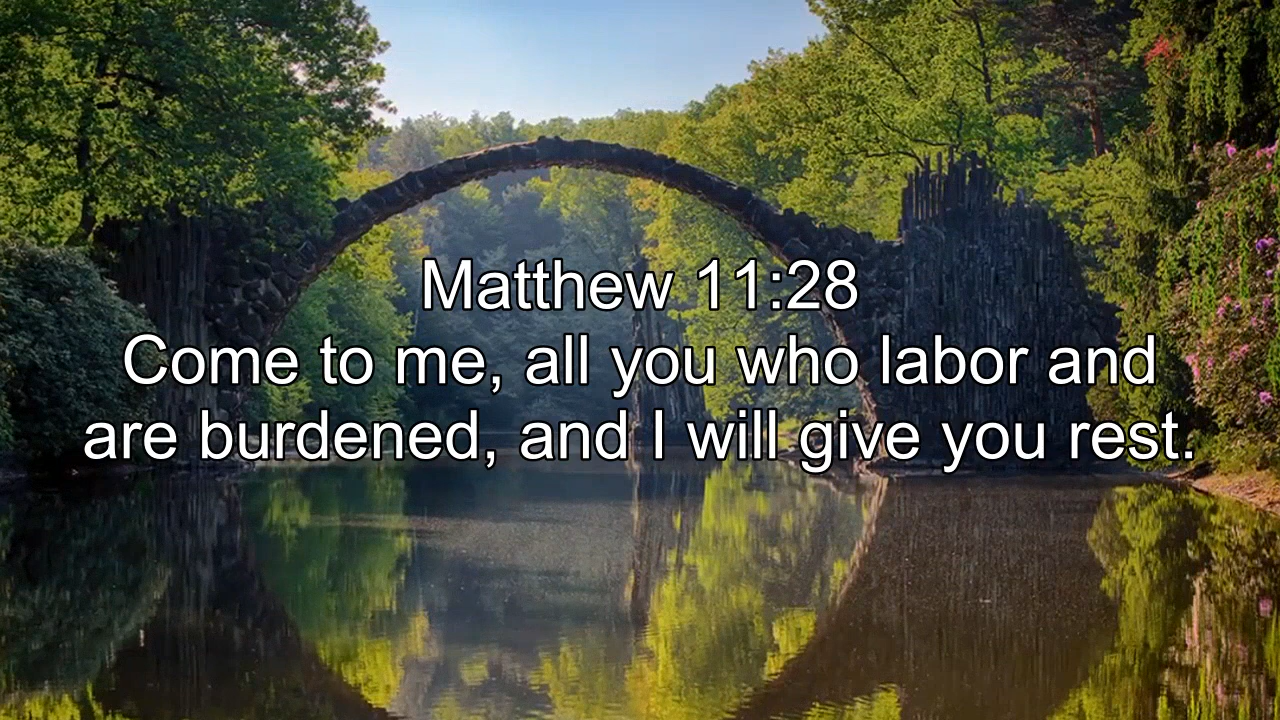 Matthew 11:28
Come to me, all you who labor and
are burdened, and I will give you rest.